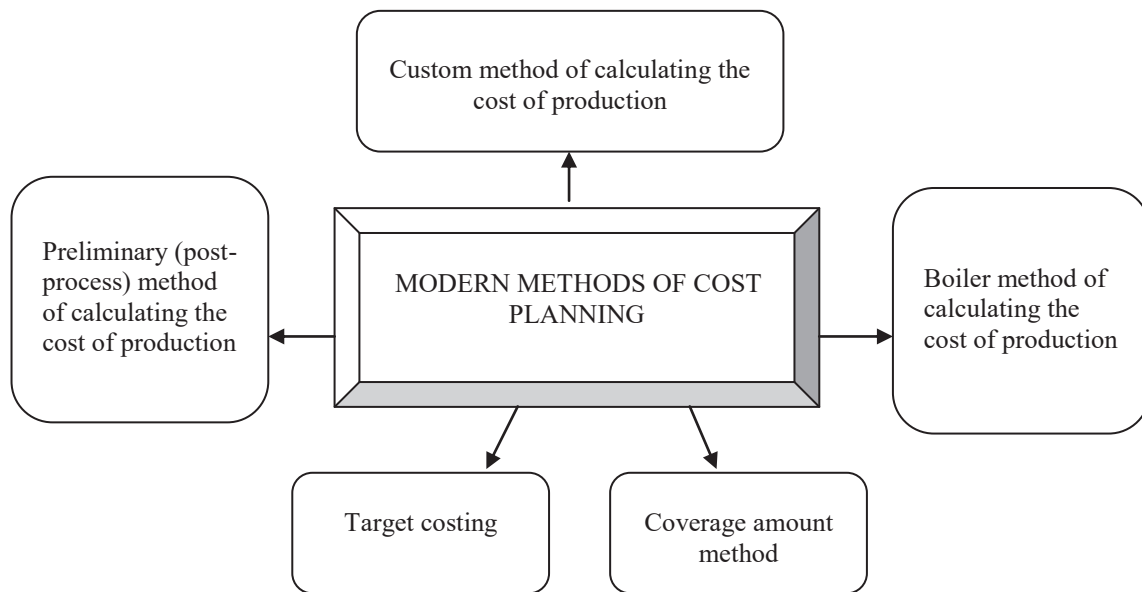 Custom method of calculating the
cost of production
Preliminary (post-
process) method
of calculating the
cost of production
MODERN METHODS OF COST
PLANNING
Boiler method of
calculating the
cost of production
Target costing
Coverage amount
method